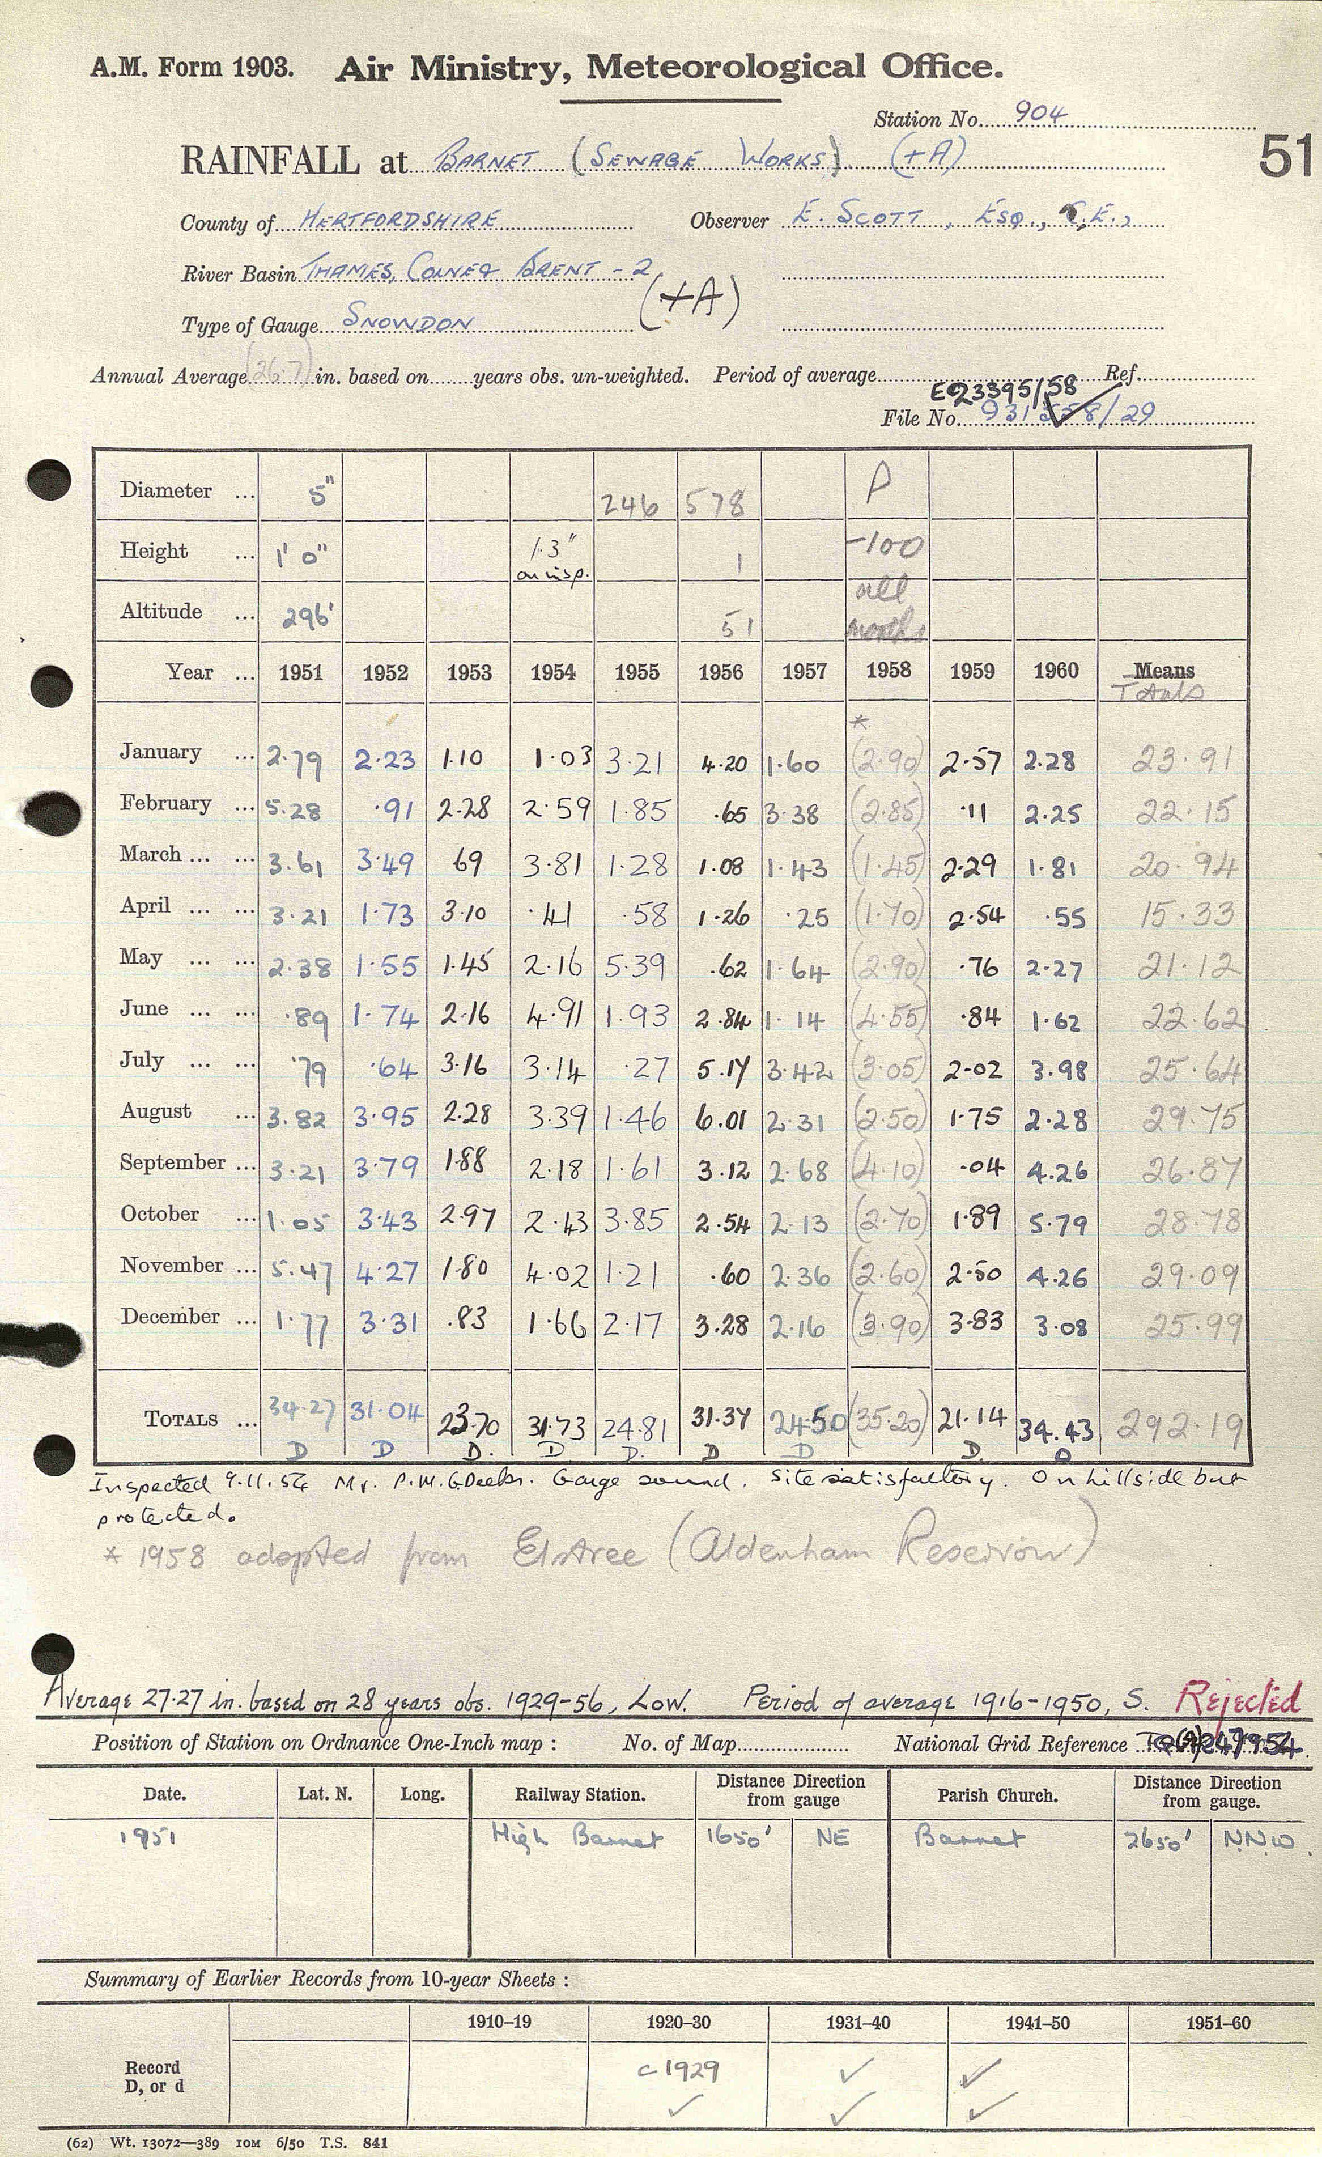 A.M. Form 1903. Air Ministry, Meteorological Office.
Station No. 904
51
RAINFALL at BARNET (SEWAGE WORKS) (+A)
County of HERTFORDSHIRE Observer E. SCOTT, ESQ., C.E.,
River Basin THAMES, COLNE & BRENT - 2
(+A)
Type of Gauge SNOWDON
Annual Average (26.7) in. based on years obs. un-weighted. Period of average Ref.
EO23395/58
File No. 931558/29
Diameter ... 5" 246 578 P
Height ... 1' 0" 1.3" on insp. 1 -100
Altitude ... 296' 51 all months
Year ... 1951 1952 1953 1954 1955 1956 1957 1958 1959 1960 Means
Totals
*
January ... 2.79 2.23 1.10 1.03 3.21 4.20 1.60 (2.90) 2.57 2.28 23.91
February ... 5.28 .91 2.28 2.59 1.85 .65 3.38 (2.85) .11 2.25 22.15
March ... ... 3.61 3.49 69 3.81 1.28 1.08 1.43 (1.45) 2.29 1.81 20.94
April ... ... 3.21 1.73 3.10 .41 .58 1.26 .25 (1.70) 2.54 .55 15.33
May ... ... 2.38 1.55 1.45 2.16 5.39 .62 1.64 (2.90) .76 2.27 21.12
June ... ... .89 1.74 2.16 4.91 1.93 2.84 1.14 (4.55) .84 1.62 22.62
July ... ... .79 .64 3.16 3.14 .27 5.17 3.42 (3.05) 2.02 3.98 25.64
August ... 3.82 3.95 2.28 3.39 1.46 6.01 2.31 (2.50) 1.75 2.28 29.75
September ... 3.21 3.79 1.88 2.18 1.61 3.12 2.68 (4.10) .04 4.26 26.87
October ... 1.05 3.43 2.97 2.43 3.85 2.54 2.13 (2.70) 1.89 5.79 28.78
November ... 5.47 4.27 1.80 4.02 1.21 .60 2.36 (2.60) 2.50 4.26 29.09
December ... 1.77 3.31 .83 1.66 2.17 3.28 2.16 (3.90) 3.83 3.08 25.99
TOTALS ... 34.27 31.04 23.70 31.73 24.81 31.37 24.50 (35.20) 21.14 34.43 292.19
D D D. D D. D D D. D
Inspected 9.11.54 Mr. P.M.G. Gauge sound. Site satisfactory. On hillside but
protected.
* 1958 adopted from Elstree (Aldenham Reservoir)
Average 27.27 in. based on 28 years obs. 1929-56, Low. Period of average 1916-1950, S. Rejected
Position of Station on Ordnance One-Inch map : No. of Map National Grid Reference
Date. Lat. N. Long. Railway Station. Distance Direction from gauge Parish Church. Distance Direction from gauge.
1951 High Barnet 1650' NE Barnet 2650' N.N.W.
Summary of Earlier Records from 10-year Sheets :
1910–19 1920–30 1931–40 1941–50 1951–60
Record c 1929 ✓ ✓
D, or d ✓ ✓ ✓
(62) Wt. 13072—389 10M 6/50 T.S. 841